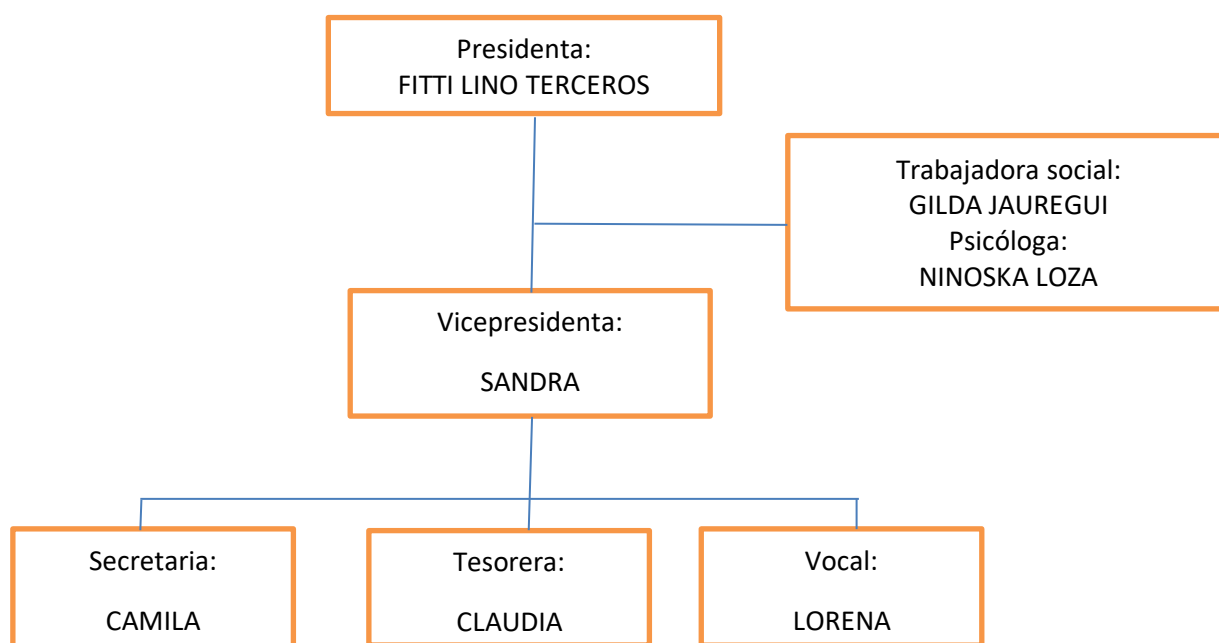 Presidenta:
FITTI LINO TERCEROS
Trabajadora social:
GILDA JAUREGUI
Psicóloga:
NINOSKA LOZA
Vicepresidenta:
SANDRA
Secretaria:
CAMILA
Tesorera:
CLAUDIA
Vocal:
LORENA